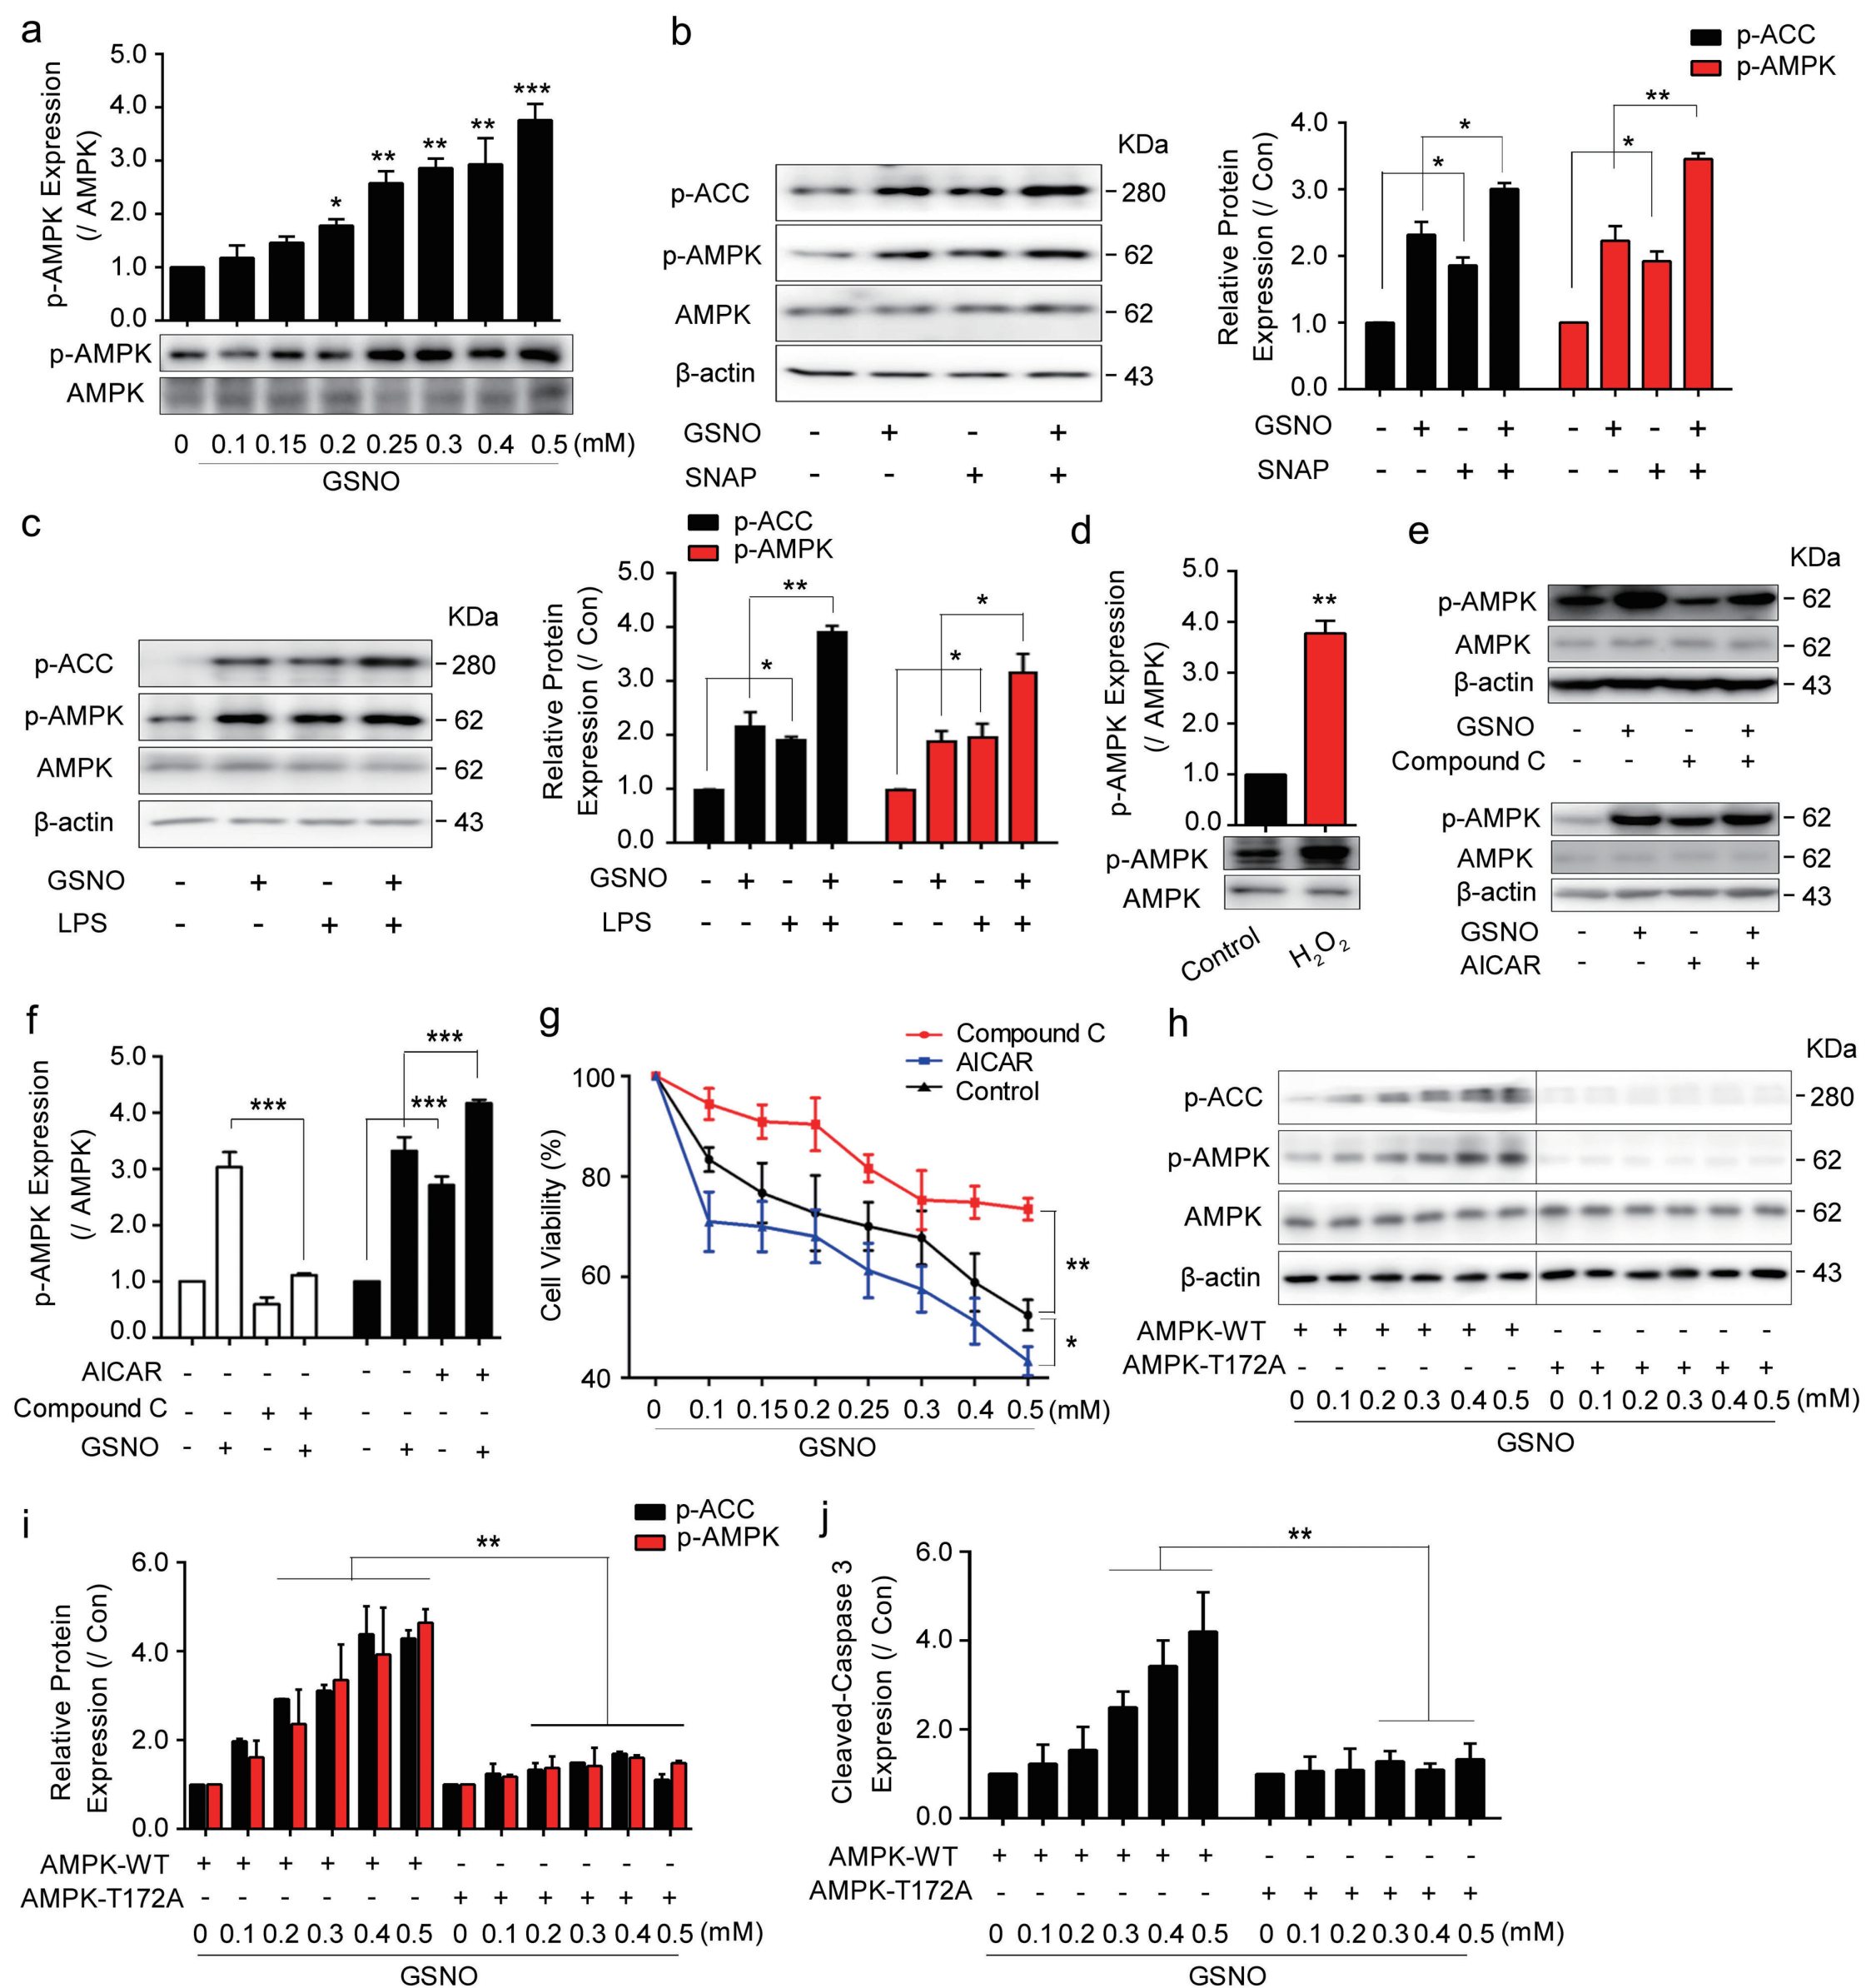 a
p-AMPK Expression
(/ AMPK)
5.0
4.0
3.0
2.0
1.0
0.0
* ** ** ** ***
p-AMPK
AMPK
0 0.1 0.15 0.2 0.25 0.3 0.4 0.5 (mM)
GSNO
b
KDa
p-ACC 280
p-AMPK 62
AMPK 62
β-actin 43
GSNO - + - +
SNAP - - + +
p-ACC
p-AMPK
Relative Protein
Expression (/ Con)
4.0
3.0
2.0
1.0
0.0
* * * **
GSNO - + - + - + - +
SNAP - - + + - - + +
c
KDa
p-ACC 280
p-AMPK 62
AMPK 62
β-actin 43
GSNO - + - +
LPS - - + +
p-ACC
p-AMPK
Relative Protein
Expression (/ Con)
5.0
4.0
3.0
2.0
1.0
0.0
* ** * *
GSNO - + - + - + - +
LPS - - + + - - + +
d
p-AMPK Expression
(/ AMPK)
5.0
4.0
3.0
2.0
1.0
0.0
**
p-AMPK
AMPK
Control H₂O₂
e
KDa
p-AMPK 62
AMPK 62
β-actin 43
GSNO - + - +
Compound C - - + +
p-AMPK 62
AMPK 62
β-actin 43
GSNO - + - +
AICAR - - + +
f
p-AMPK Expression
(/ AMPK)
5.0
4.0
3.0
2.0
1.0
0.0
*** *** ***
AICAR - - - - - - + +
Compound C - - + + - - - -
GSNO - + - + - + - +
g
Compound C
AICAR
Control
Cell Viability (%)
100
80
60
40
**
*
0 0.1 0.15 0.2 0.25 0.3 0.4 0.5 (mM)
GSNO
h
KDa
p-ACC 280
p-AMPK 62
AMPK 62
β-actin 43
AMPK-WT + + + + + + - - - - - -
AMPK-T172A - - - - - - + + + + + +
0 0.1 0.2 0.3 0.4 0.5 0 0.1 0.2 0.3 0.4 0.5 (mM)
GSNO
i
p-ACC
p-AMPK
Relative Protein
Expression (/ Con)
6.0
4.0
2.0
0.0
**
AMPK-WT + + + + + + - - - - - -
AMPK-T172A - - - - - - + + + + + +
0 0.1 0.2 0.3 0.4 0.5 0 0.1 0.2 0.3 0.4 0.5 (mM)
GSNO
j
Cleaved-Caspase 3
Expresion (/ Con)
6.0
4.0
2.0
0.0
**
AMPK-WT + + + + + + - - - - - -
AMPK-T172A - - - - - - + + + + + +
0 0.1 0.2 0.3 0.4 0.5 0 0.1 0.2 0.3 0.4 0.5 (mM)
GSNO